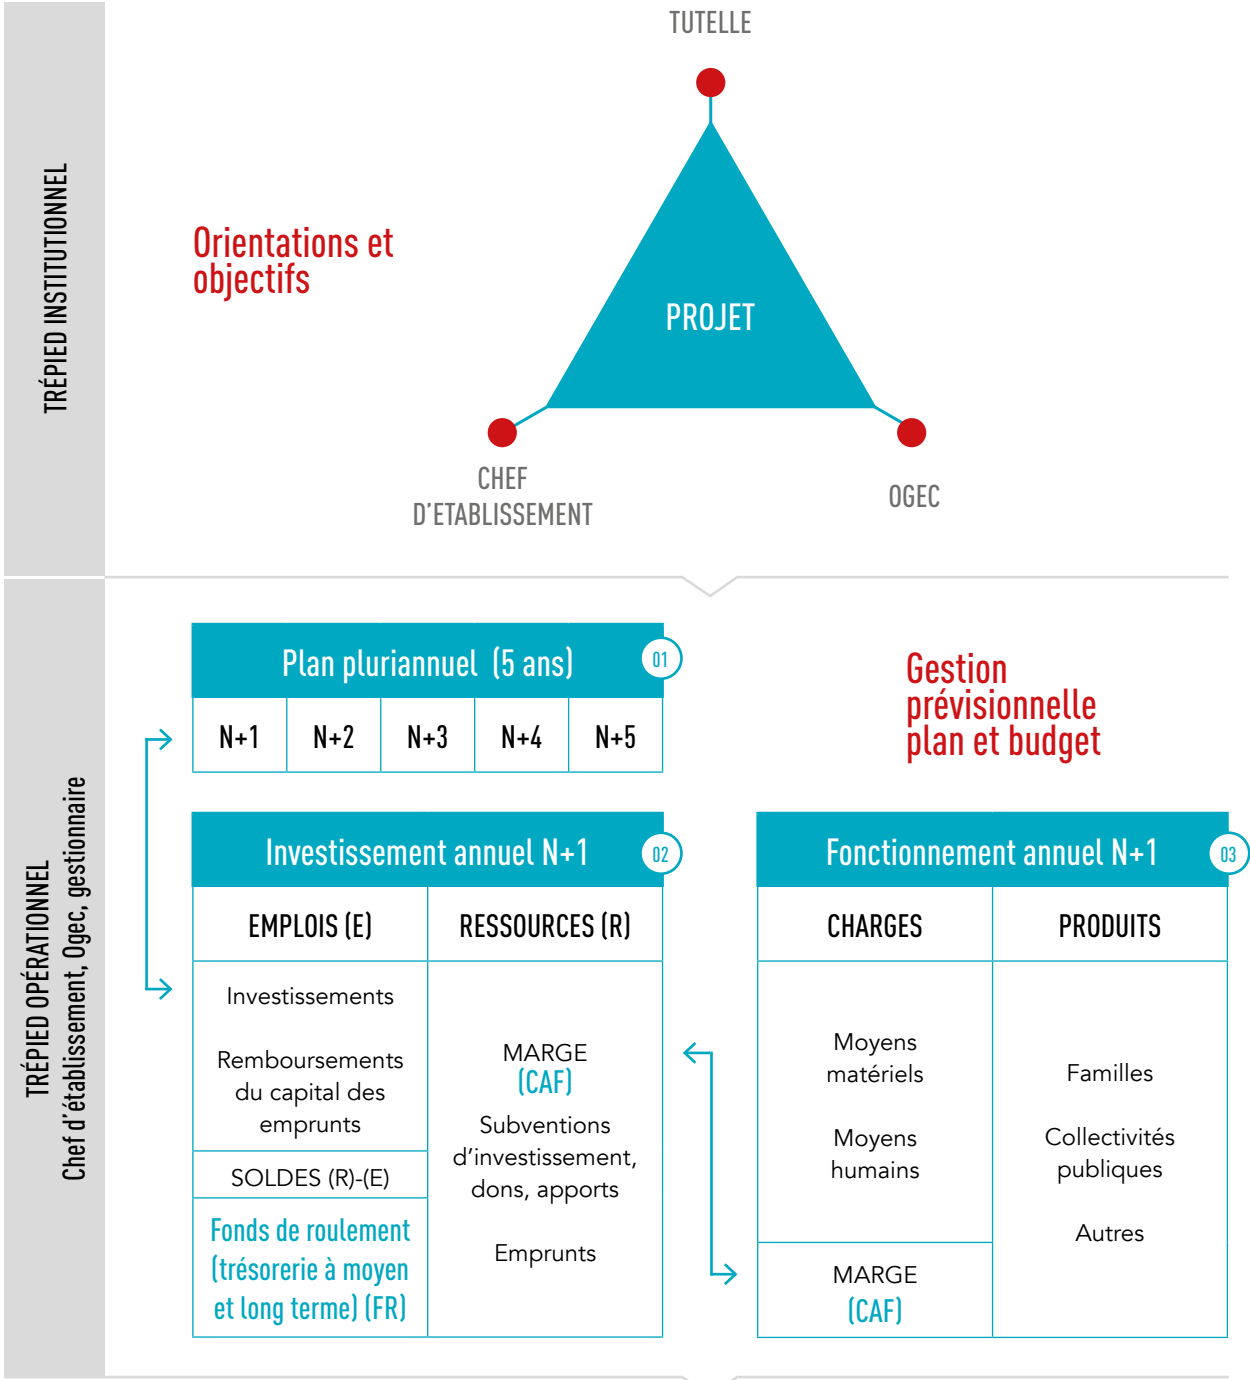 TRÉPIED INSTITUTIONNEL
TUTELLE
Orientations et
objectifs
PROJET
CHEF
D'ETABLISSEMENT
OGEC
TRÉPIED OPÉRATIONNEL
Chef d'établissement, Ogec, gestionnaire
Plan pluriannuel (5 ans)
01
N+1
N+2
N+3
N+4
N+5
Gestion
prévisionnelle
plan et budget
Investissement annuel N+1
02
EMPLOIS (E)
RESSOURCES (R)
Investissements
Remboursements
du capital des
emprunts
SOLDES (R)-(E)
Fonds de roulement
(trésorerie à moyen
et long terme) (FR)
MARGE
(CAF)
Subventions
d'investissement,
dons, apports
Emprunts
Fonctionnement annuel N+1
03
CHARGES
PRODUITS
Moyens
matériels
Moyens
humains
MARGE
(CAF)
Familles
Collectivités
publiques
Autres